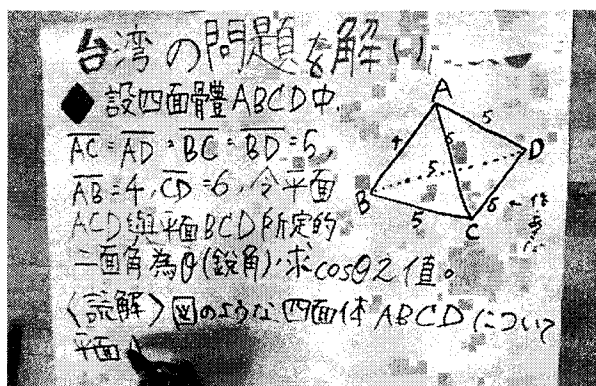 台湾の問題を解い
◆ 設四面體ABCD中,
AC=AD=BC=BD=5,
AB=4, CD=6, 令平面
ACD與平面BCD所定的
二面角為θ(銳角), 求cosθ之值。
〈読解〉図のような四面体ABCDについて
平面
A
5
4
5
5
D
B
5
C
6